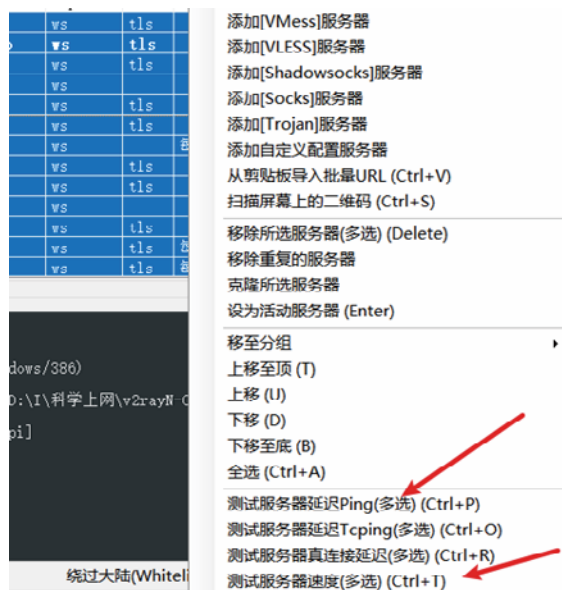 ws tls
ws tls
ws tls
ws
ws tls
ws tls
ws
ws tls
ws tls
ws
ws tls
ws tls
ws tls
dows/386)
D:\I\科学上网\v2rayN-C
pi]
绕过大陆(Whiteli
添加[VMess]服务器
添加[VLESS]服务器
添加[Shadowsocks]服务器
添加[Socks]服务器
添加[Trojan]服务器
添加自定义配置服务器
从剪贴板导入批量URL (Ctrl+V)
扫描屏幕上的二维码 (Ctrl+S)
移除所选服务器(多选) (Delete)
移除重复的服务器
克隆所选服务器
设为活动服务器 (Enter)
移至分组
上移至顶 (T)
上移 (U)
下移 (D)
下移至底 (B)
全选 (Ctrl+A)
测试服务器延迟Ping(多选) (Ctrl+P)
测试服务器延迟Tcping(多选) (Ctrl+O)
测试服务器真连接延迟(多选) (Ctrl+R)
测试服务器速度(多选) (Ctrl+T)